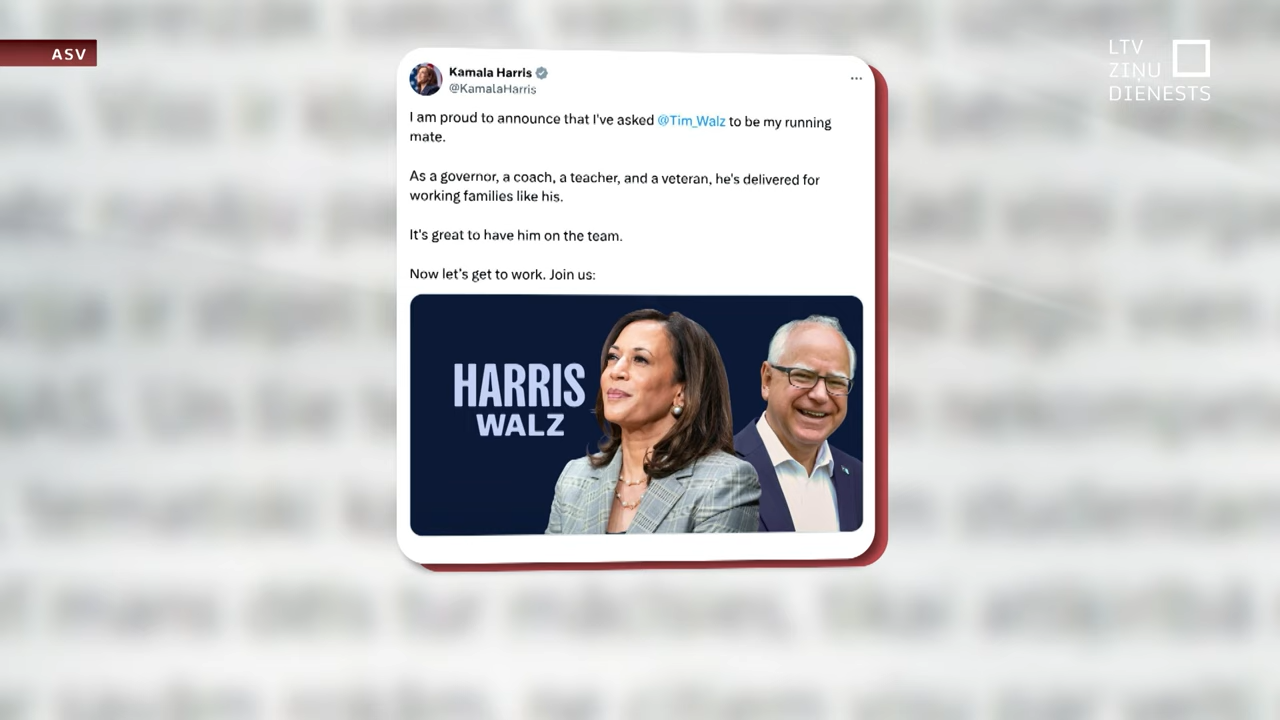 ASV
LTV
ZIŅU
DIENESTS
Kamala Harris
@KamalaHarris
I am proud to announce that I've asked @Tim_Walz to be my running
mate.
As a governor, a coach, a teacher, and a veteran, he's delivered for
working families like his.
It's great to have him on the team.
Now let's get to work. Join us:
HARRIS
WALZ